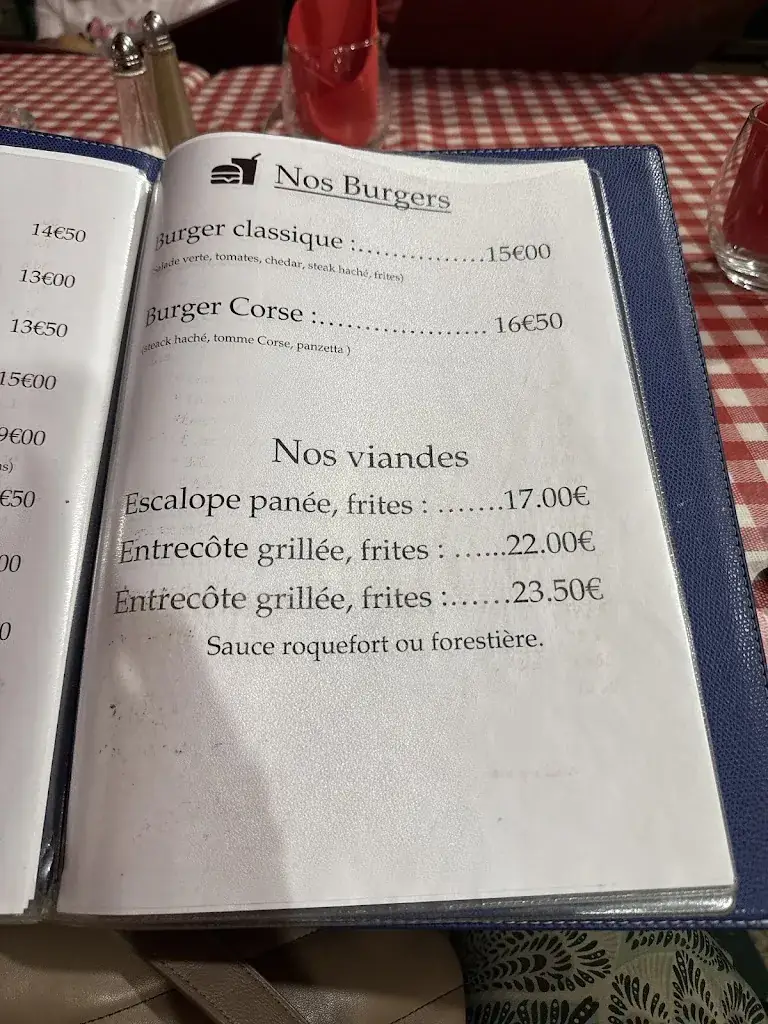 14€50
13€00
13€50
15€00
9€00
€50
00
0
Nos Burgers
Burger classique :................15€00
salade verte, tomates, chedar, steak haché, frites)
Burger Corse :................... 16€50
(steack haché, tomme Corse, panzetta )
Nos viandes
Escalope panée, frites : .......17.00€
Entrecôte grillée, frites : ......22.00€
Entrecôte grillée, frites :.......23.50€
Sauce roquefort ou forestière.